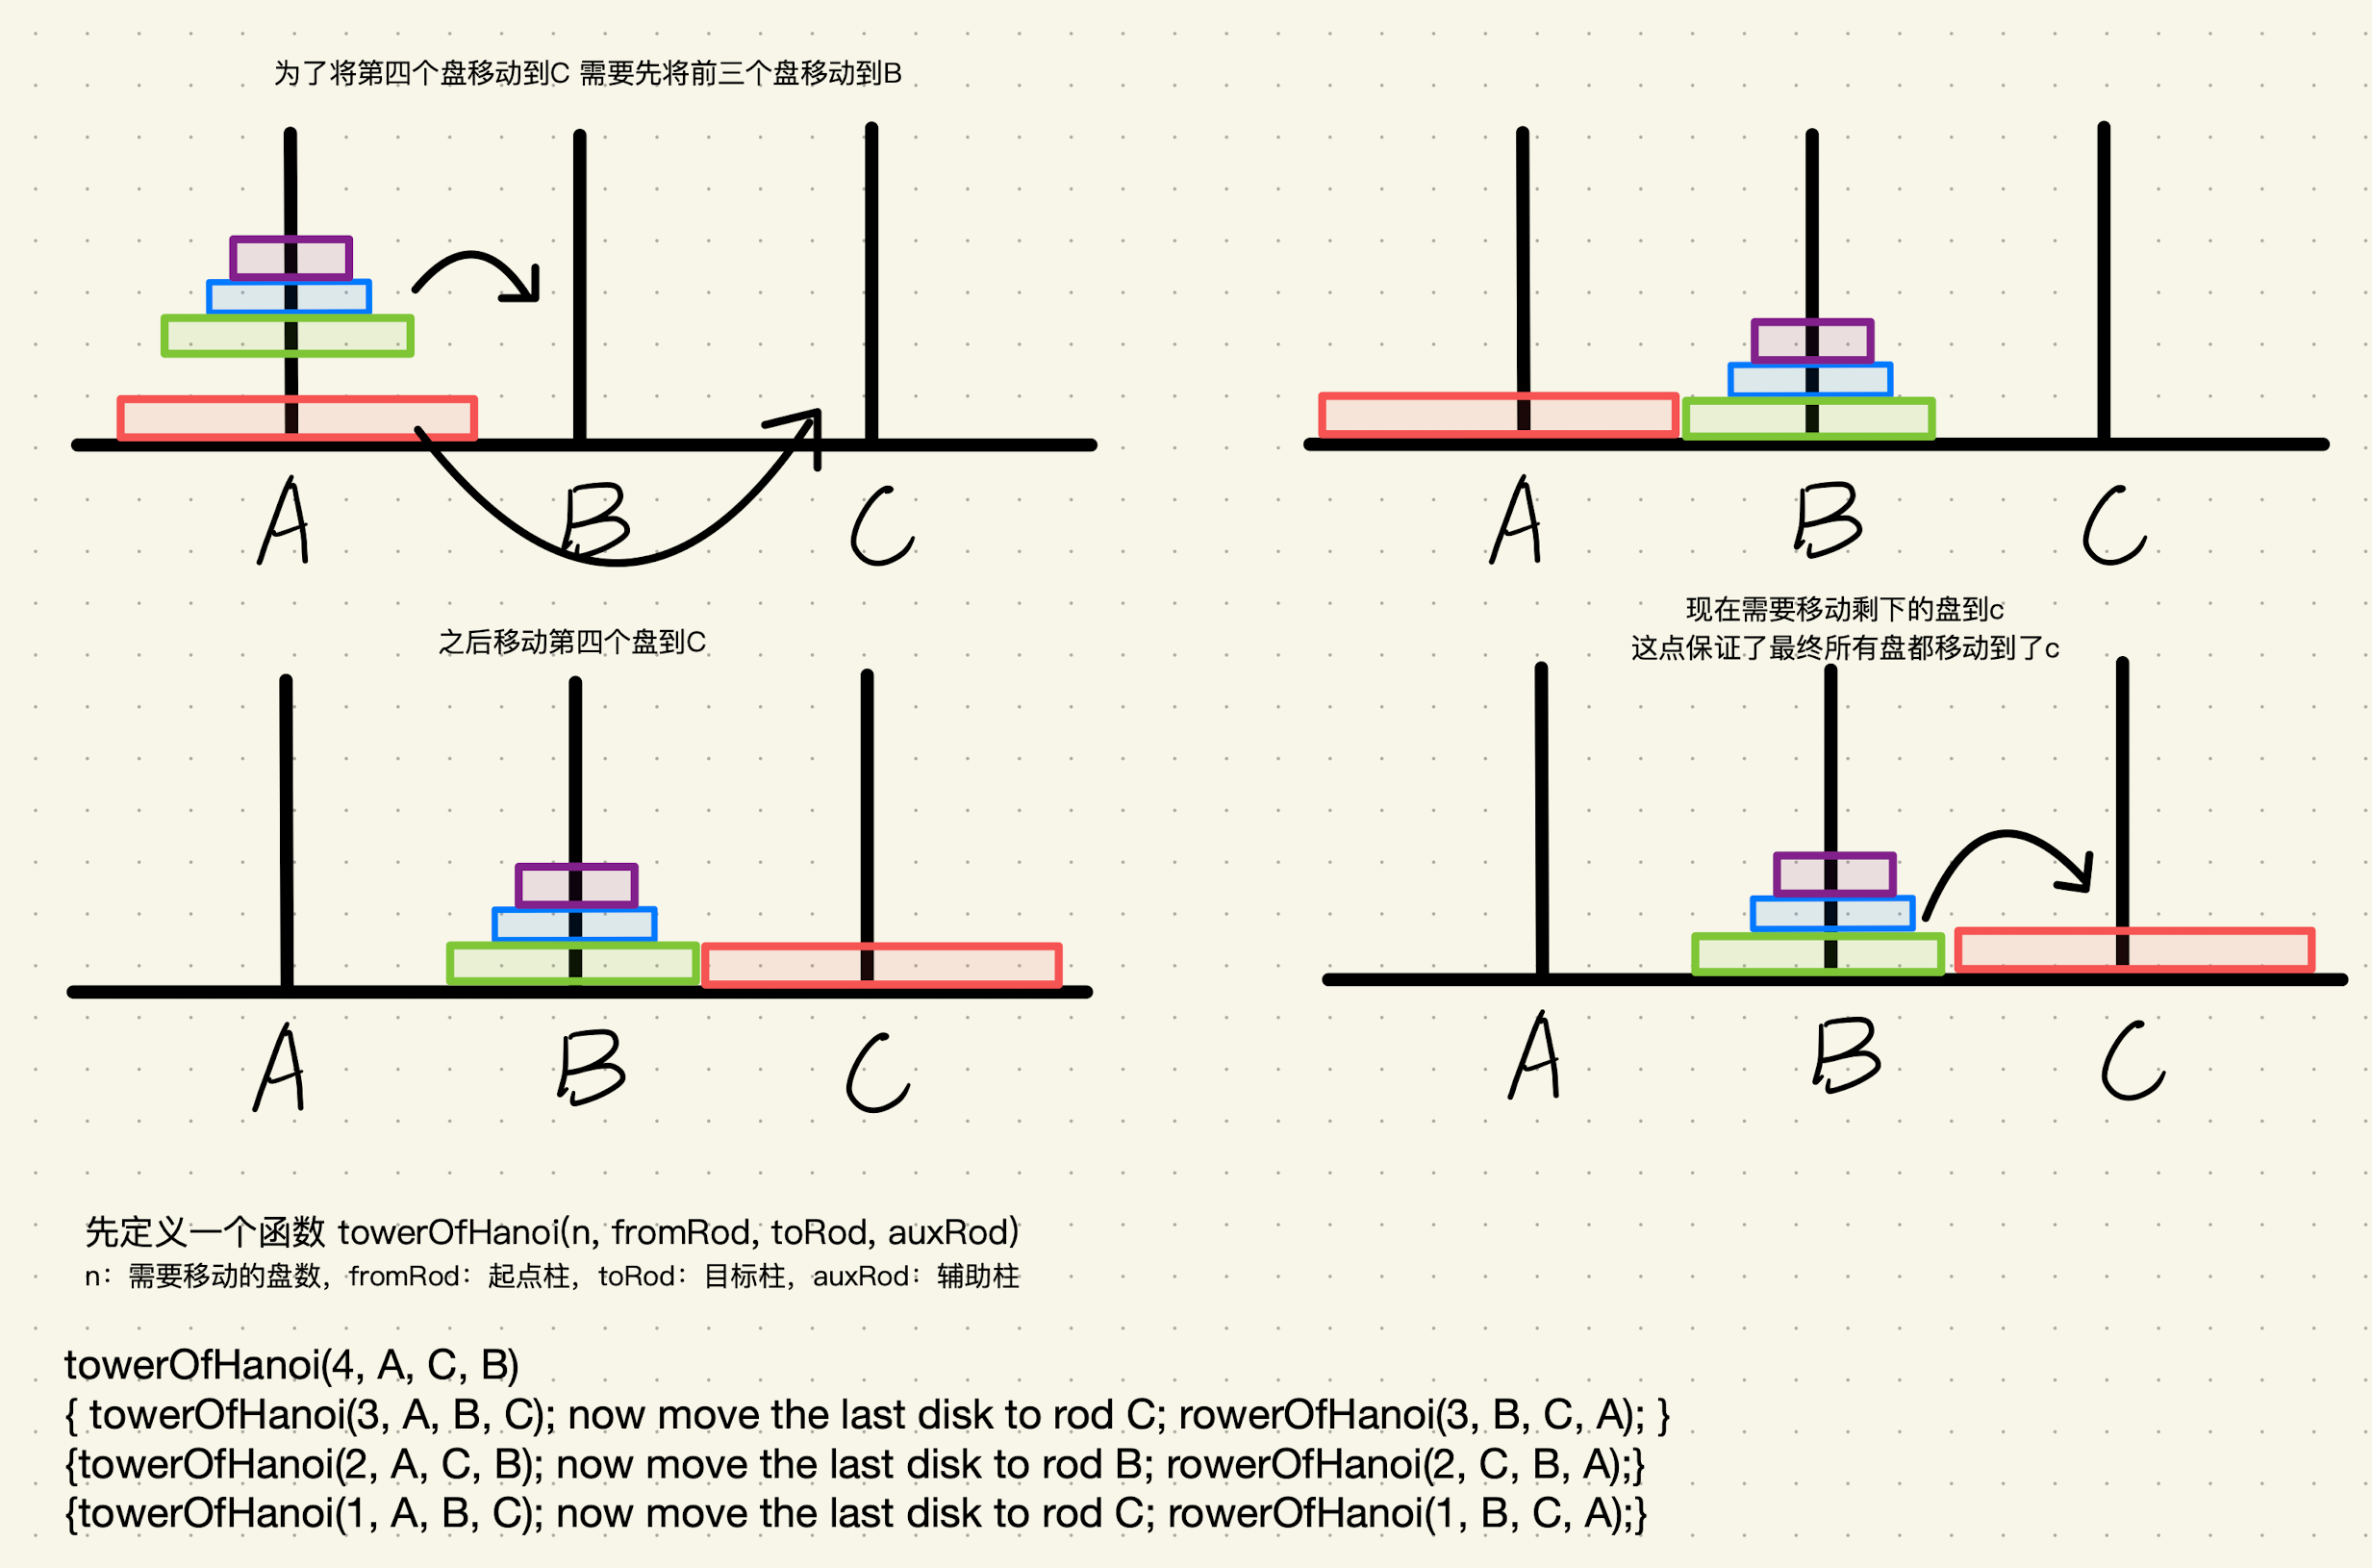 为了将第四个盘移动到C 需要先将前三个盘移动到B
A B C
A B C
之后移动第四个盘到C
现在需要移动剩下的盘到c
这点保证了最终所有盘都移动到了c
A B C
A B C
先定义一个函数 towerOfHanoi(n, fromRod, toRod, auxRod)
n：需要移动的盘数，fromRod：起点柱，toRod：目标柱，auxRod：辅助柱
towerOfHanoi(4, A, C, B)
{ towerOfHanoi(3, A, B, C); now move the last disk to rod C; rowerOfHanoi(3, B, C, A); }
{towerOfHanoi(2, A, C, B); now move the last disk to rod B; rowerOfHanoi(2, C, B, A);}
{towerOfHanoi(1, A, B, C); now move the last disk to rod C; rowerOfHanoi(1, B, C, A);}